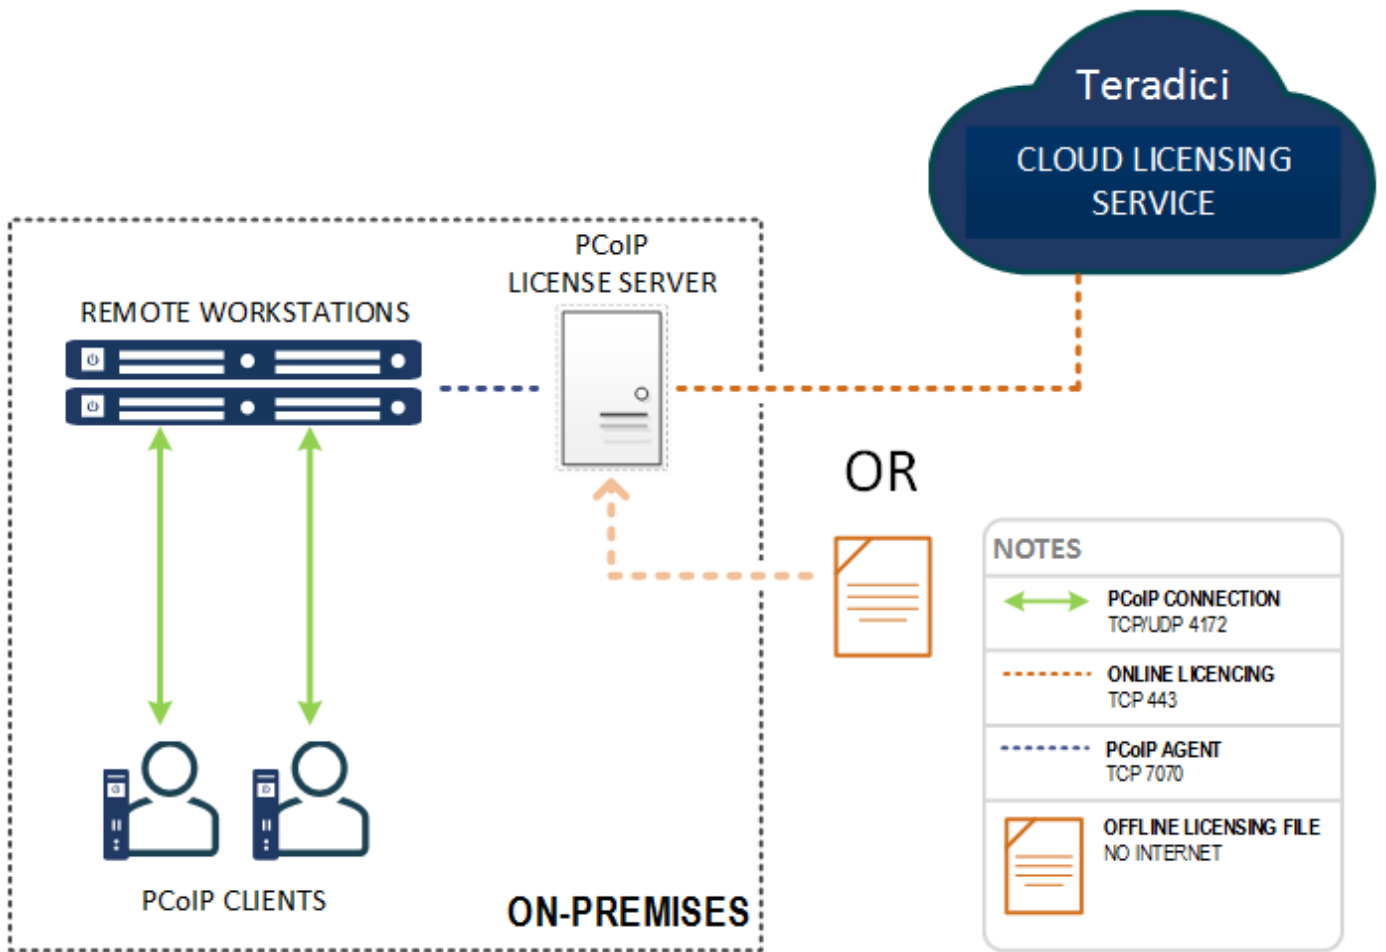 Teradici
CLOUD LICENSING
SERVICE
PCoIP
LICENSE SERVER
REMOTE WORKSTATIONS
OR
PCoIP CLIENTS
ON-PREMISES
NOTES
PCoIP CONNECTION
TCP/UDP 4172
ONLINE LICENCING
TCP 443
PCoIP AGENT
TCP 7070
OFFLINE LICENSING FILE
NO INTERNET